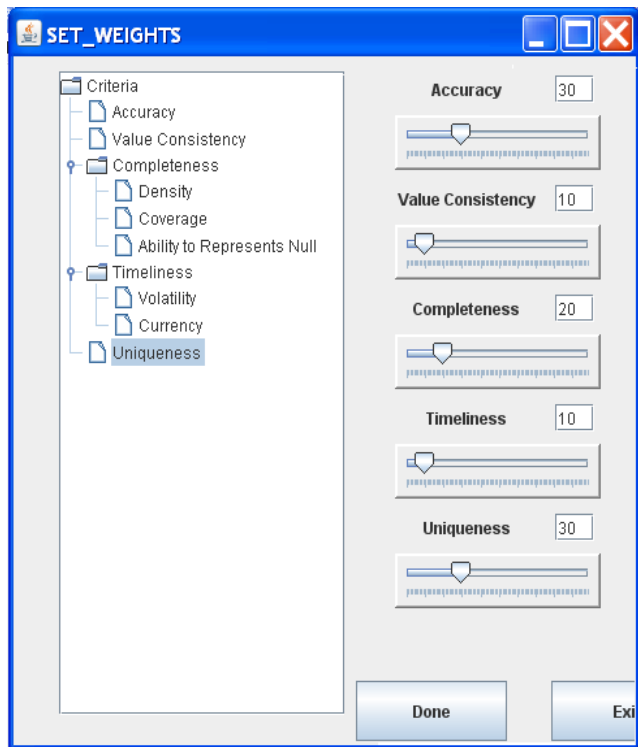 SET_WEIGHTS
Criteria
Accuracy
Value Consistency
Completeness
Density
Coverage
Ability to Represents Null
Timeliness
Volatility
Currency
Uniqueness
Accuracy 30
Value Consistency 10
Completeness 20
Timeliness 10
Uniqueness 30
Done Exi